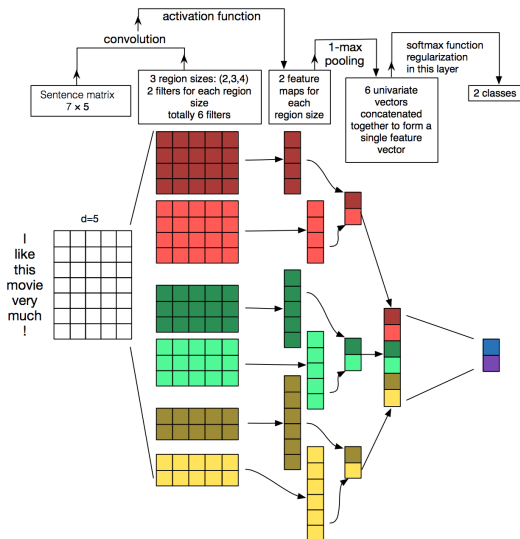 activation function
convolution
1-max
pooling
softmax function
regularization
in this layer
Sentence matrix
7 × 5
3 region sizes: (2,3,4)
2 filters for each region
size
totally 6 filters
2 feature
maps for
each
region size
6 univariate
vectors
concatenated
together to form a
single feature
vector
2 classes
d=5
I
like
this
movie
very
much
!